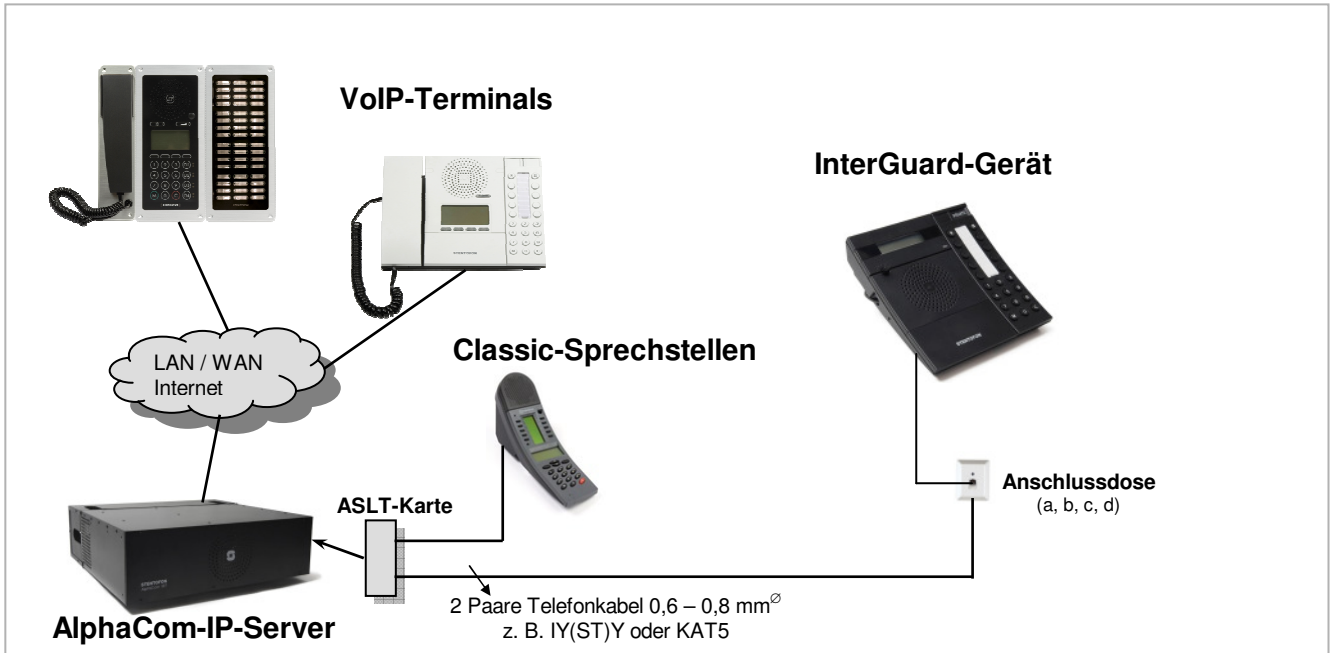 VoIP-Terminals
InterGuard-Gerät
LAN / WAN
Internet
Classic-Sprechstellen
ASLT-Karte
Anschlussdose
(a, b, c, d)
2 Paare Telefonkabel 0,6 – 0,8 mm∅
z. B. IY(ST)Y oder KAT5
AlphaCom-IP-Server